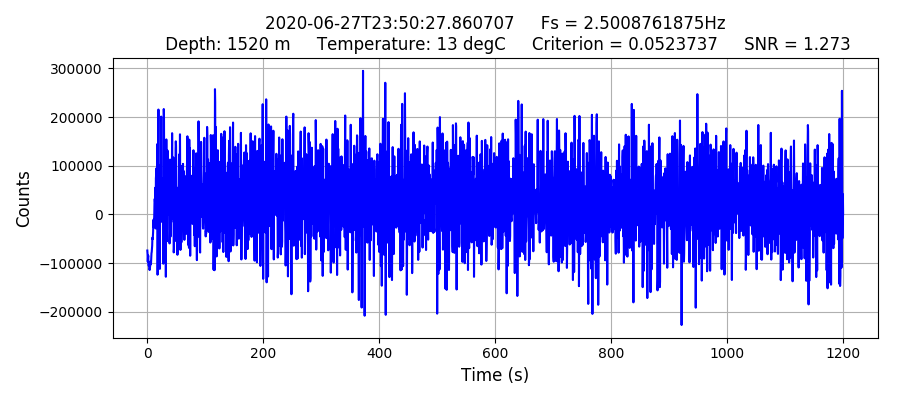 2020-06-27T23:50:27.860707 Fs = 2.5008761875Hz
Depth: 1520 m Temperature: 13 degC Criterion = 0.0523737 SNR = 1.273
300000
200000
100000
0
−100000
−200000
Counts
0 200 400 600 800 1000 1200
Time (s)